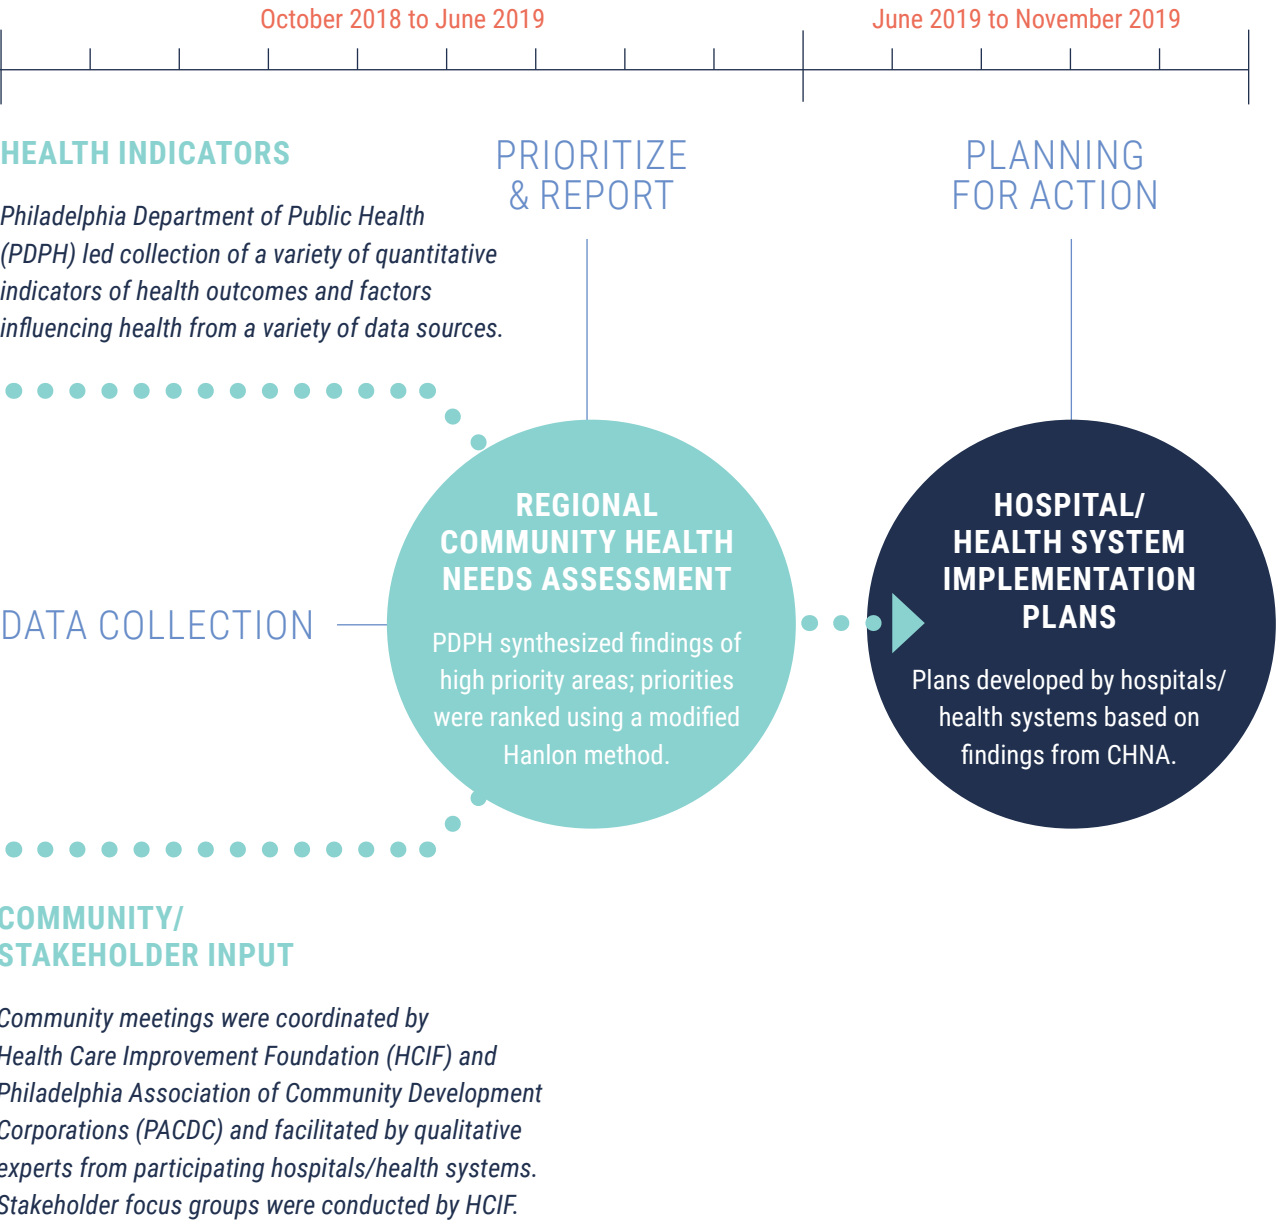 October 2018 to June 2019
June 2019 to November 2019
HEALTH INDICATORS
Philadelphia Department of Public Health
(PDPH) led collection of a variety of quantitative
indicators of health outcomes and factors
influencing health from a variety of data sources.
PRIORITIZE
& REPORT
PLANNING
FOR ACTION
DATA COLLECTION
REGIONAL
COMMUNITY HEALTH
NEEDS ASSESSMENT
PDPH synthesized findings of
high priority areas; priorities
were ranked using a modified
Hanlon method.
HOSPITAL/
HEALTH SYSTEM
IMPLEMENTATION
PLANS
Plans developed by hospitals/
health systems based on
findings from CHNA.
COMMUNITY/
STAKEHOLDER INPUT
Community meetings were coordinated by
Health Care Improvement Foundation (HCIF) and
Philadelphia Association of Community Development
Corporations (PACDC) and facilitated by qualitative
experts from participating hospitals/health systems.
Stakeholder focus groups were conducted by HCIF.